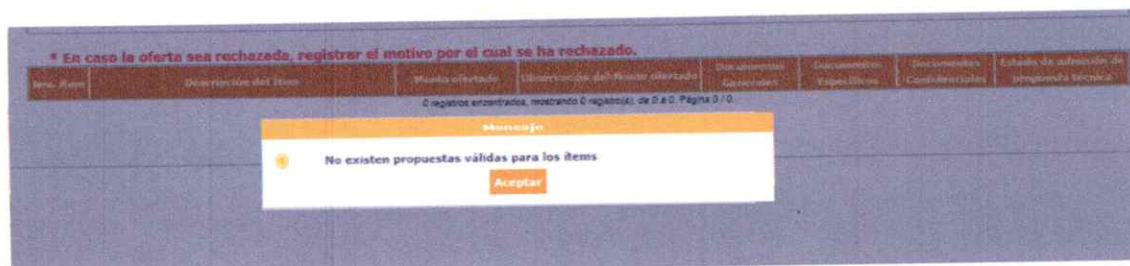 * En caso la oferta sea rechazada, registrar el motivo por el cual se ha rechazado.
Nro. Item Descripción del Item Monto ofertado Observación del Monto ofertado Documentos Generales Documentos Específicos Documentos Confidenciales Estado de admisión de propuesta técnica
0 registros encontrados, mostrando 0 registro(s), de 0 a 0. Página 0 / 0.
Mensaje
No existen propuestas válidas para los ítems
Aceptar